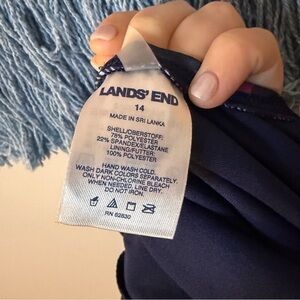 LANDS' END
14
MADE IN SRI LANKA
SHELL/OBERSTOFF:
78% POLYESTER
22% SPANDEX/ELASTANE
LINING/FUTTER:
100% POLYESTER
HAND WASH COLD.
WASH DARK COLORS SEPARATELY.
ONLY NON-CHLORINE BLEACH
WHEN NEEDED. LINE DRY.
DO NOT IRON.
RN 62830